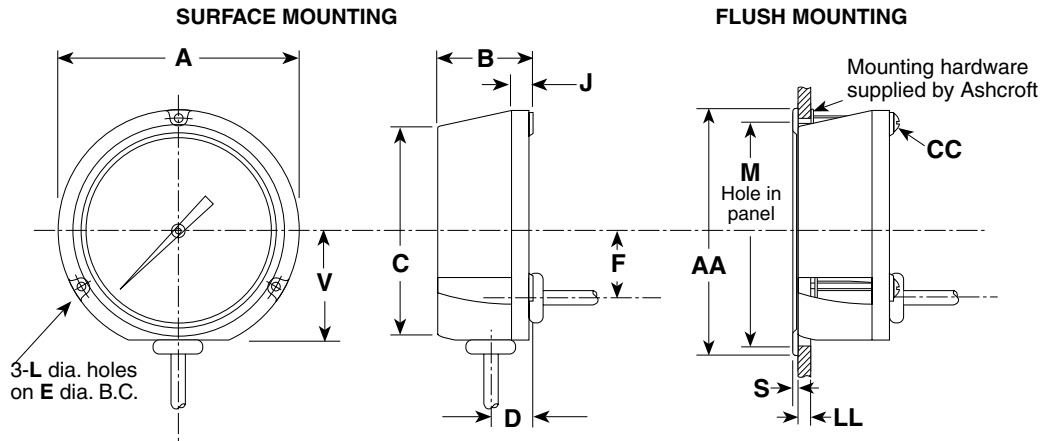 SURFACE MOUNTING
FLUSH MOUNTING
A
B
J
Mounting hardware
supplied by Ashcroft
CC
M
Hole in
panel
V
C
F
AA
3-L dia. holes
on E dia. B.C.
D
S
LL